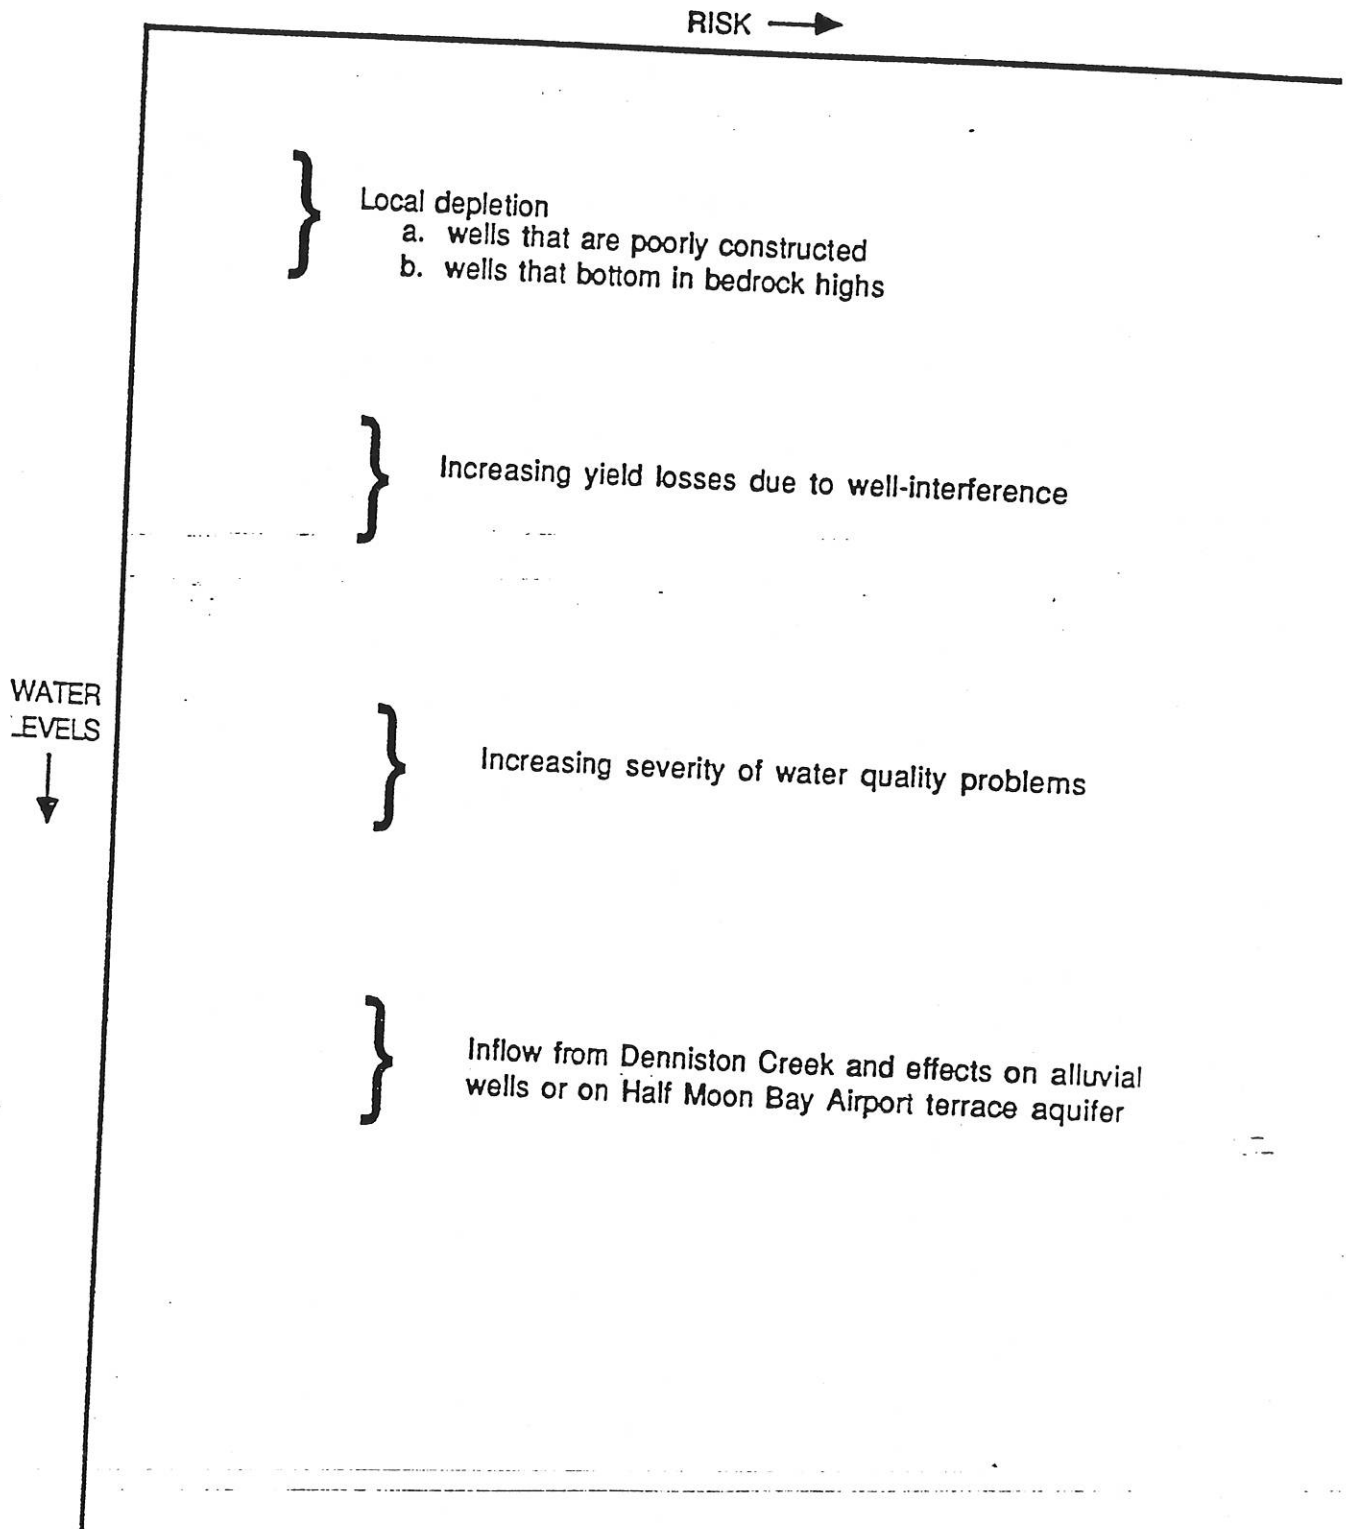 RISK
Local depletion
a. wells that are poorly constructed
b. wells that bottom in bedrock highs
Increasing yield losses due to well-interference
WATER
LEVELS
Increasing severity of water quality problems
Inflow from Denniston Creek and effects on alluvial
wells or on Half Moon Bay Airport terrace aquifer